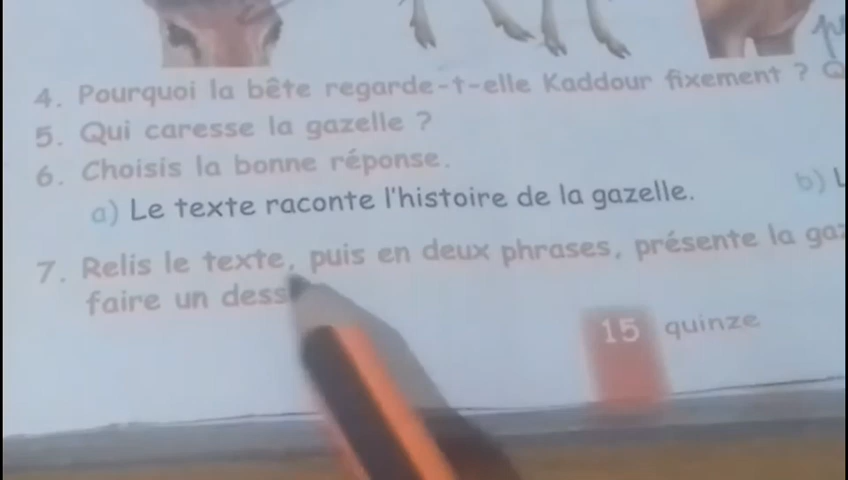 4. Pourquoi la bête regarde-t-elle Kaddour fixement ?
5. Qui caresse la gazelle ?
6. Choisis la bonne réponse.
a) Le texte raconte l'histoire de la gazelle. b)
7. Relis le texte, puis en deux phrases, présente la
faire un
15 quinze